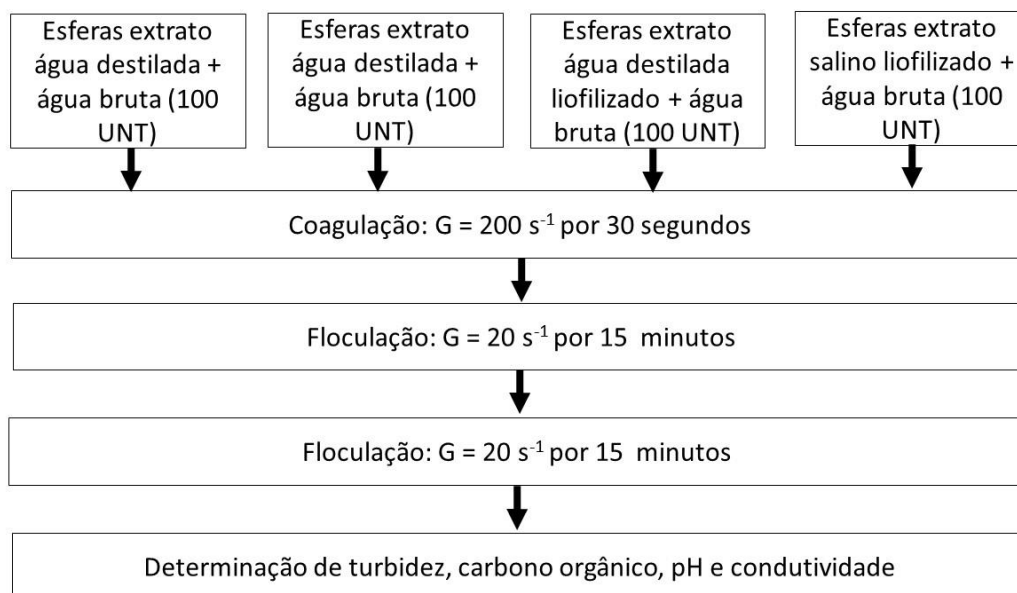 Esferas extrato
água destilada +
água bruta (100
UNT)
Esferas extrato
água destilada +
água bruta (100
UNT)
Esferas extrato
água destilada
liofilizado + água
bruta (100 UNT)
Esferas extrato
salino liofilizado +
água bruta (100
UNT)
Coagulação: G = 200 s⁻¹ por 30 segundos
Floculação: G = 20 s⁻¹ por 15 minutos
Floculação: G = 20 s⁻¹ por 15 minutos
Determinação de turbidez, carbono orgânico, pH e condutividade